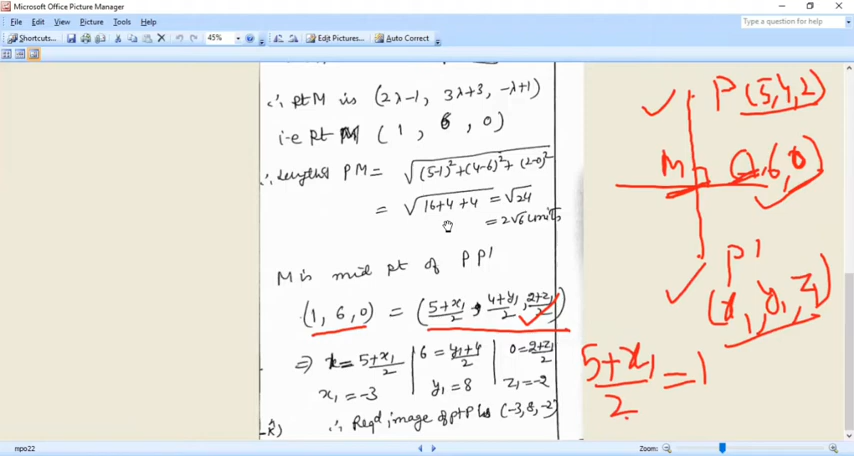 mpo22 - Microsoft Office Picture Manager
File Edit View Picture Tools Help
Type a question for help
Shortcuts... 45% Edit Pictures... Auto Correct
∴ pt M is (2λ-1, 3λ+3, -λ+1)
i.e pt M (1, 6, 0)
∴ Length of PM = √(5-1)²+(4-6)²+(2-0)²
= √16+4+4 = √24
= 2√6 units
M is mid pt of PP'
(1, 6, 0) = (5+x₁/2, 4+y₁/2, 2+z₁/2)
⇒ x = 5+x₁/2 | 6 = y₁+4/2 | 0 = 2+z₁/2
x₁ = -3 | y₁ = 8 | z₁ = -2
∴ Reqd image of pt P is (-3, 8, -2)
P (5,4,2)
M (1,6,0)
P'
(x₁, y₁, z₁)
5+x₁/2 = 1
mpo22 Zoom: